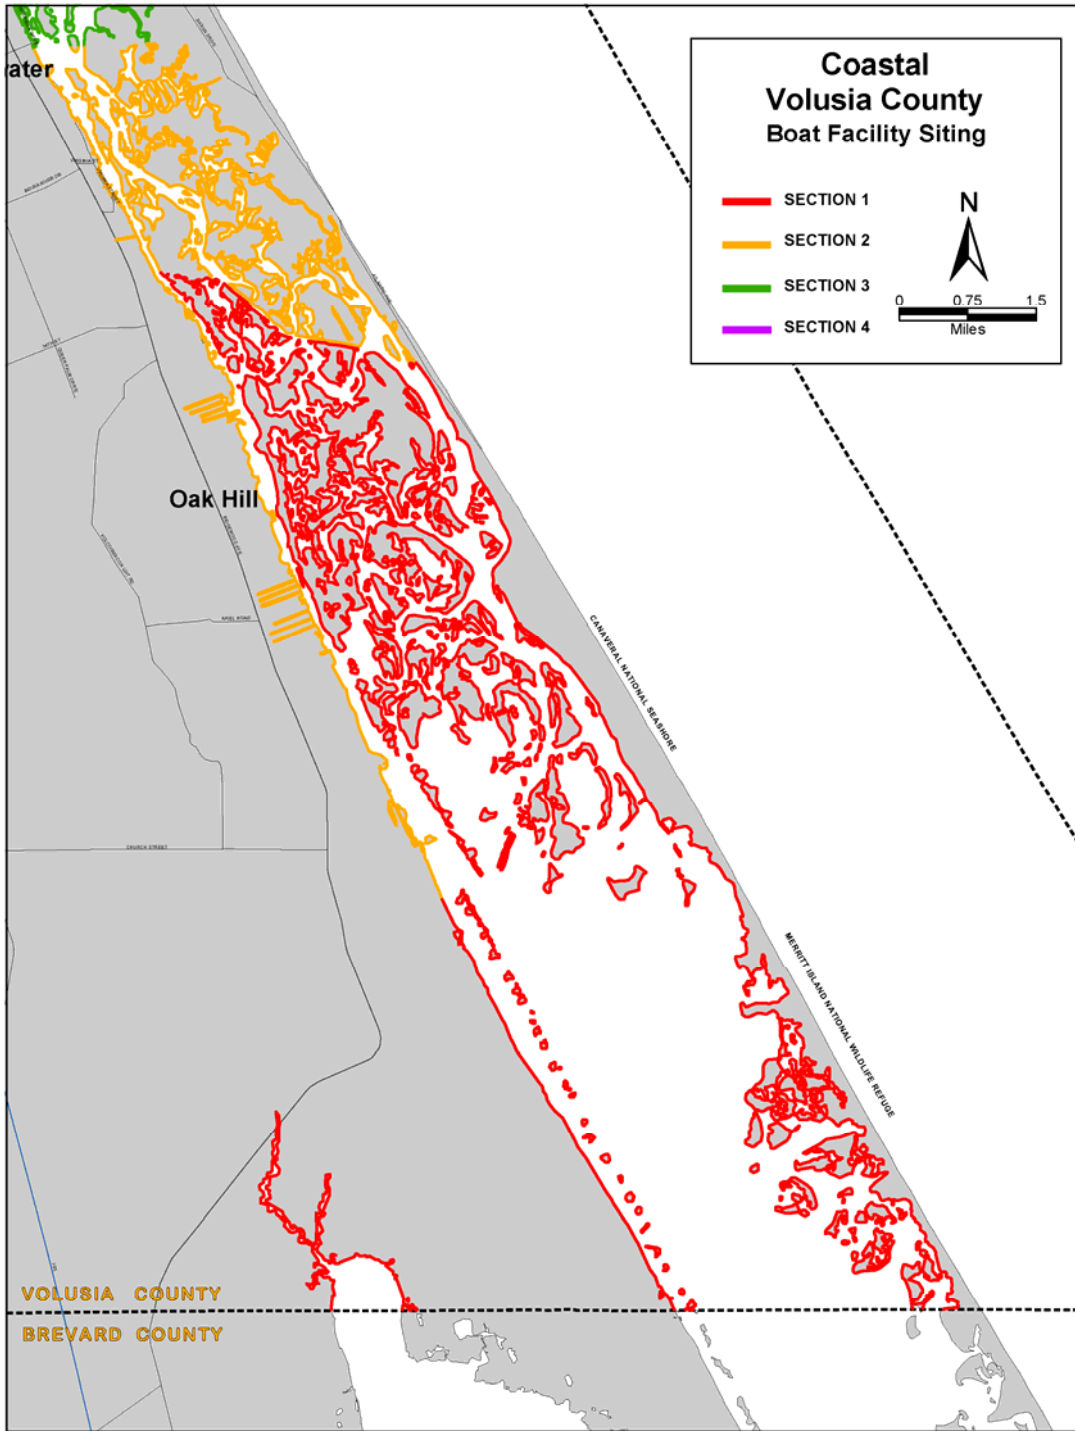 Coastal
Volusia County
Boat Facility Siting
SECTION 1
SECTION 2
SECTION 3
SECTION 4
N
0 0.75 1.5
Miles
ater
Oak Hill
CANAVERAL NATIONAL SEASHORE
CHURCH STREET
MERRITT ISLAND NATIONAL WILDLIFE REFUGE
VOLUSIA COUNTY
BREVARD COUNTY